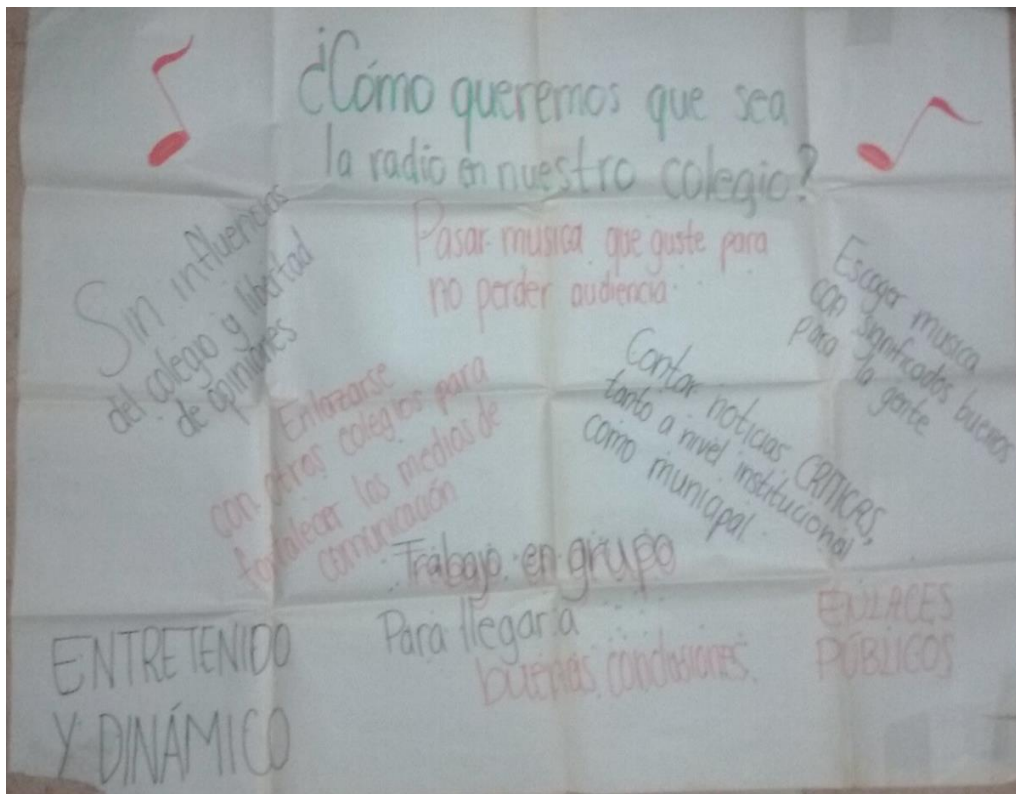 ¿Cómo queremos que sea
la radio en nuestro colegio?
Sin influencias
del colegio y libertad
de opiniones
Pasar musica que guste para
no perder audiencia.
Escoger musica
con significados buenos
para la gente
Enlazarse
con otros colegios para
fortalecer los medios de
comunicación
Contar noticias CRITICAS,
tanto a nivel institucional
como municipal
Trabajo en grupo
Para llegar a
buenas conclusiones.
ENTRETENIDO
Y DINÁMICO
ENLACES
PÚBLICOS